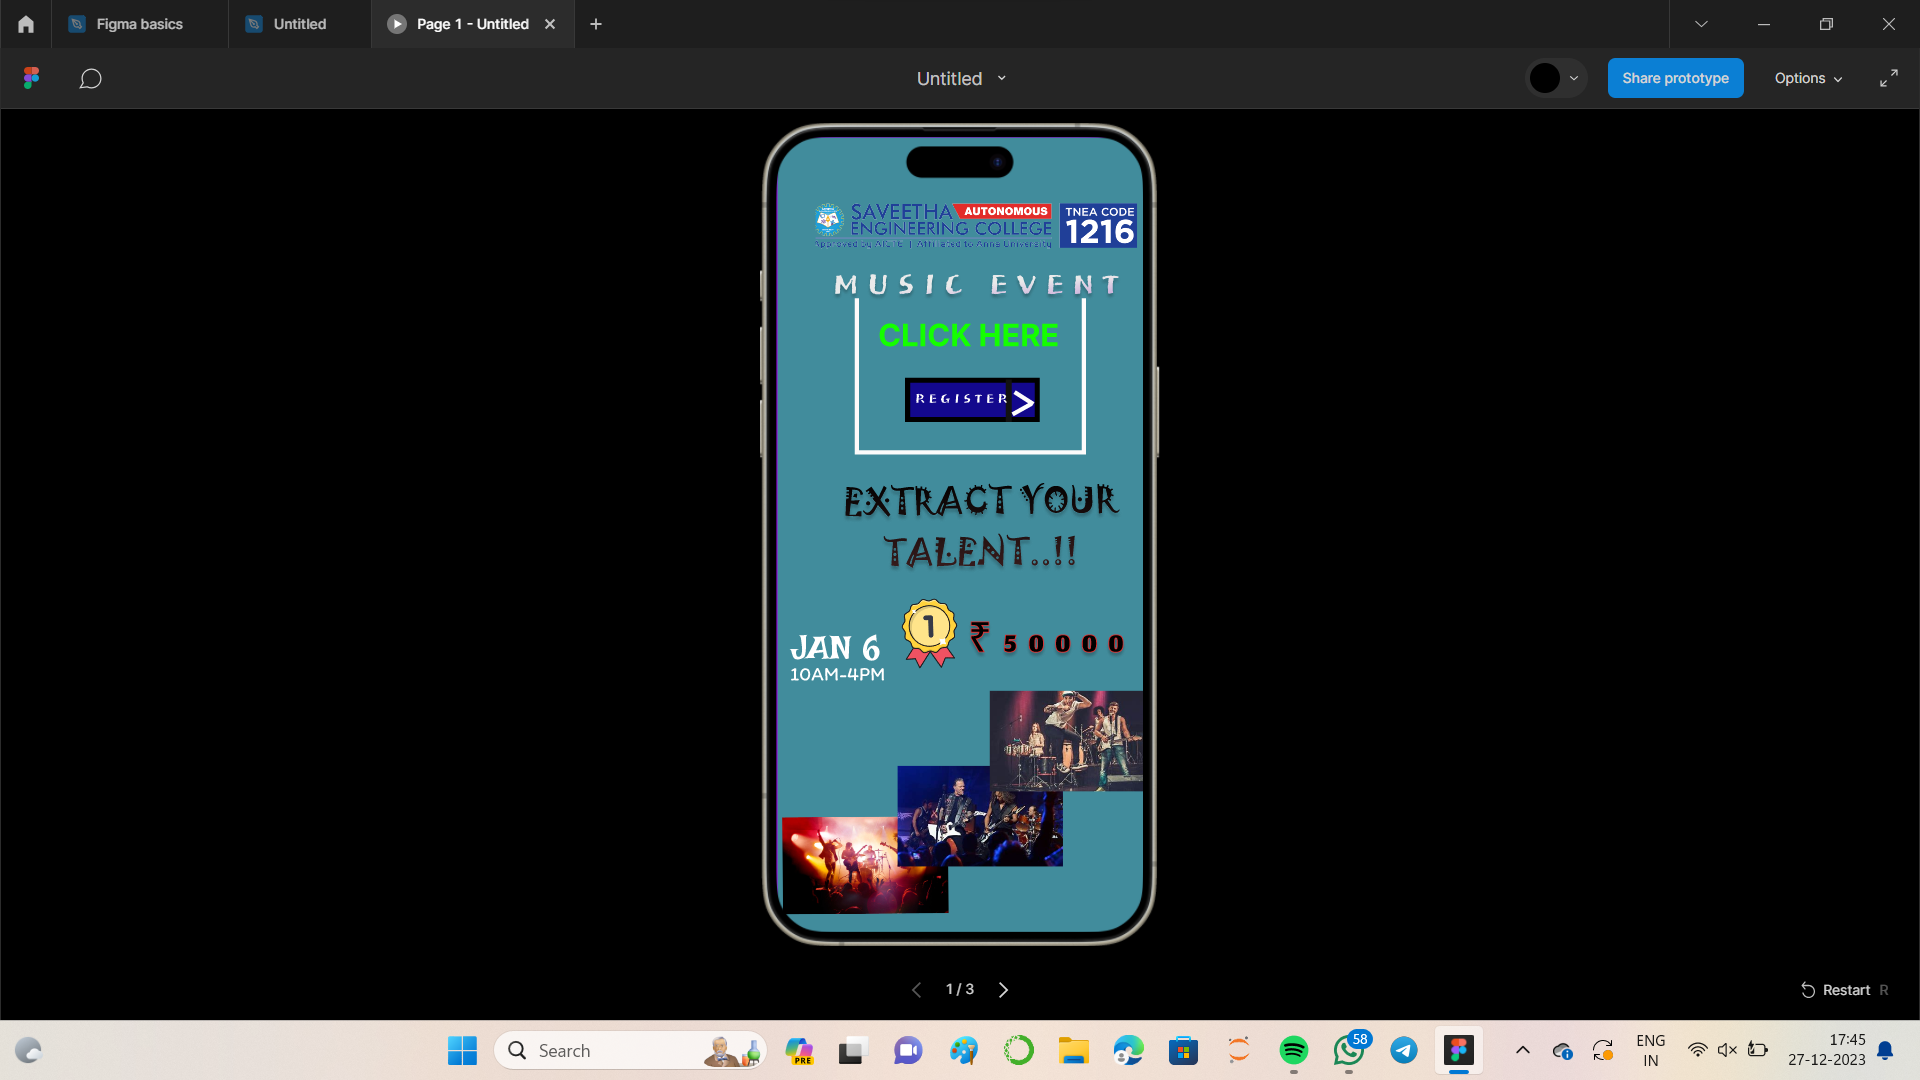 Figma basics
Untitled
Page 1 - Untitled
Untitled
Share prototype
Options
SAVEETHA AUTONOMOUS
ENGINEERING COLLEGE
Approved by AICTE | Affiliated to Anna University
TNEA CODE
1216
MUSIC EVENT
CLICK HERE
REGISTER >
EXTRACT YOUR
TALENT..!!
1
₹ 50000
JAN 6
10AM-4PM
1 / 3
Restart R
Search
PRE
58
ENG
IN
17:45
27-12-2023